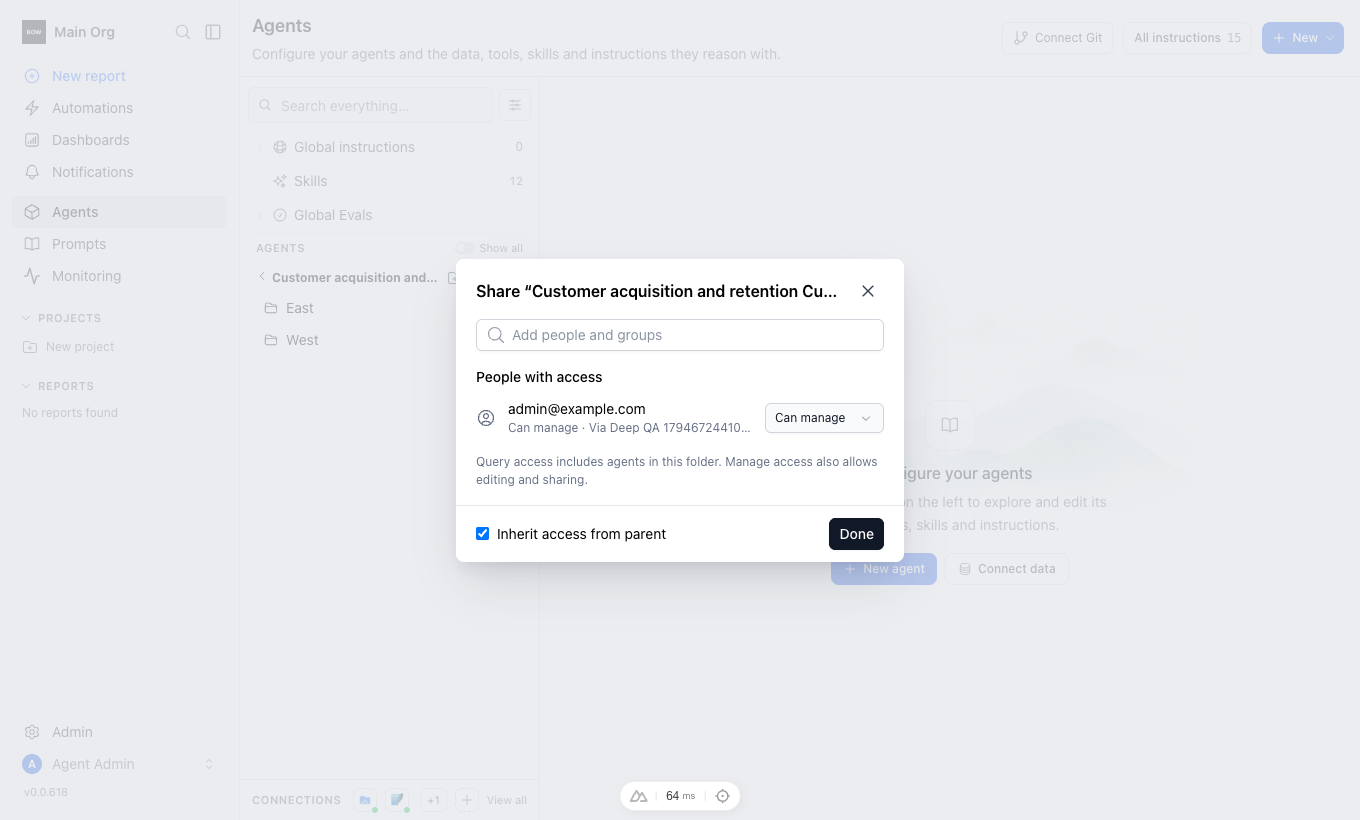 BOW
Main Org
New report
Automations
Dashboards
Notifications
Agents
Prompts
Monitoring
PROJECTS
New project
REPORTS
No reports found
Admin
A
Agent Admin
v0.0.618
Agents
Configure your agents and the data, tools, skills and instructions they reason with.
Connect Git
All instructions 15
New
Search everything...
Global instructions 0
Skills 12
Global Evals
AGENTS
Show all
Customer acquisition and...
East
West
CONNECTIONS
+1
View all
Share “Customer acquisition and retention Cu...
Add people and groups
People with access
admin@example.com
Can manage · Via Deep QA 17946724410...
Can manage
Query access includes agents in this folder. Manage access also allows
editing and sharing.
Inherit access from parent
Done
igure your agents
on the left to explore and edit its
s, skills and instructions.
New agent
Connect data
64 ms